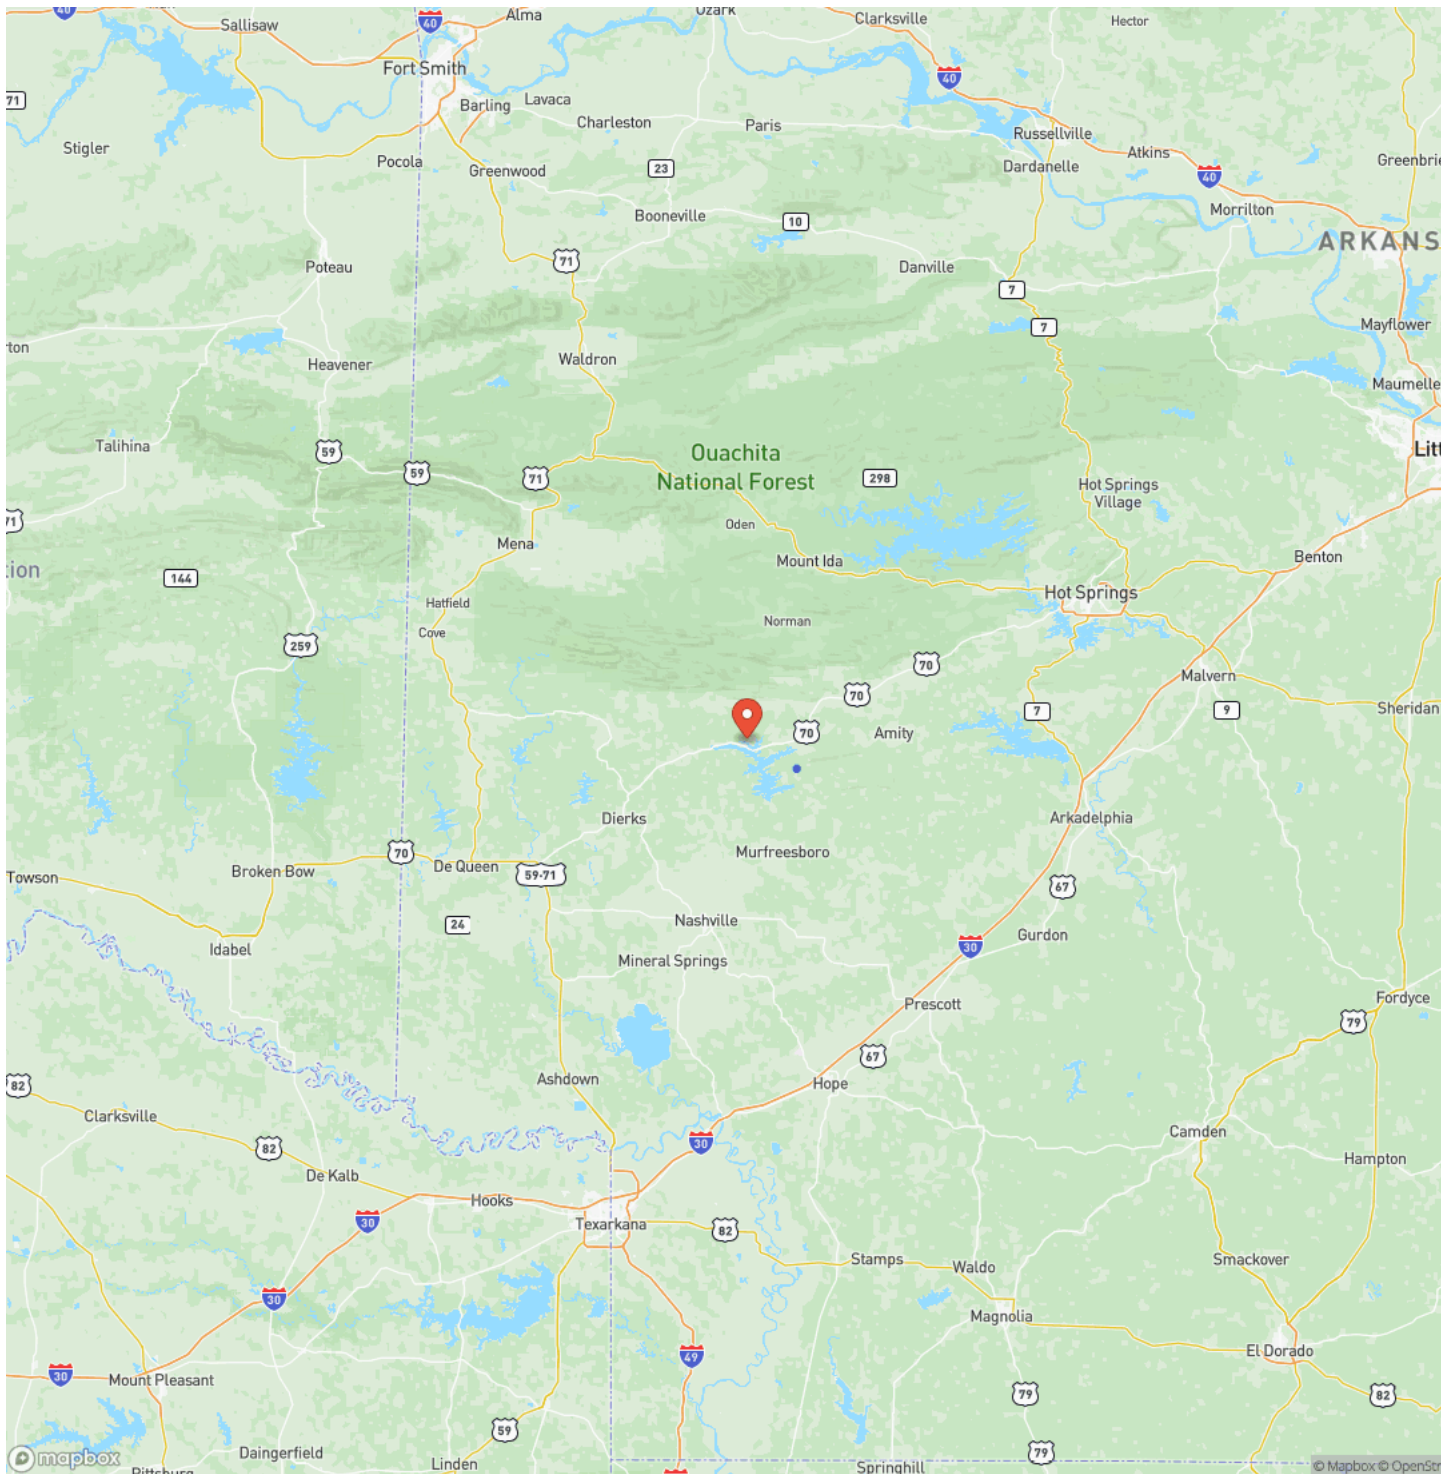 40
Sallisaw
40
Alma
Ozark
Clarksville
Hector
Fort Smith
40
71
Barling
Lavaca
Charleston
Paris
Russellville
Stigler
Pocola
Greenwood
23
Dardanelle
Atkins
40
Greenbrie
Booneville
10
Morrilton
ARKANS
Poteau
71
Danville
7
7
Mayflower
rton
Heavener
Waldron
Maumelle
Talihina
59
59
71
Ouachita
National Forest
298
Litt
Hot Springs
Village
71
Oden
Mena
Mount Ida
Benton
tion
144
Hatfield
Hot Springs
Cove
Norman
259
70
70
Malvern
7
9
Sheridan
70
Amity
Dierks
Arkadelphia
70
Murfreesboro
Towson
Broken Bow
De Queen
59-71
67
24
Nashville
Idabel
30
Gurdon
Mineral Springs
Prescott
Fordyce
79
67
82
Ashdown
Hope
Clarksville
82
30
Camden
De Kalb
Hampton
Hooks
30
Texarkana
82
Stamps
Waldo
Smackover
30
Magnolia
49
El Dorado
30
Mount Pleasant
79
82
59
Daingerfield
79
mapbox
Linden
Pittsburg
Springhill
© Mapbox © OpenStr